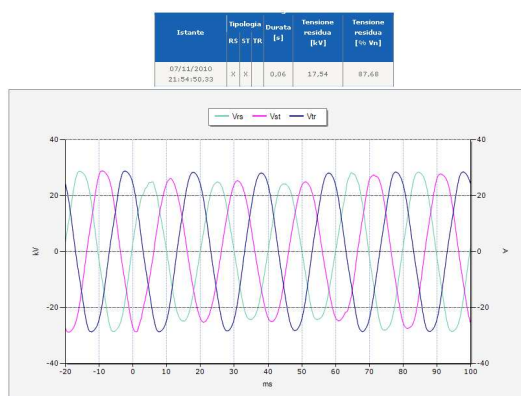 Istante
Tipologia
RS ST TR
Durata
[s]
Tensione
residua
[kV]
Tensione
residua
[% Vn]
07/11/2010
21:54:50,33
X X
0,06
17,54
87,68
Vrs Vst Vtr
40 40
20 20
0 0
-20 -20
-40 -40
kV
-20 -10 0 10 20 30 40 50 60 70 80 90 100
ms